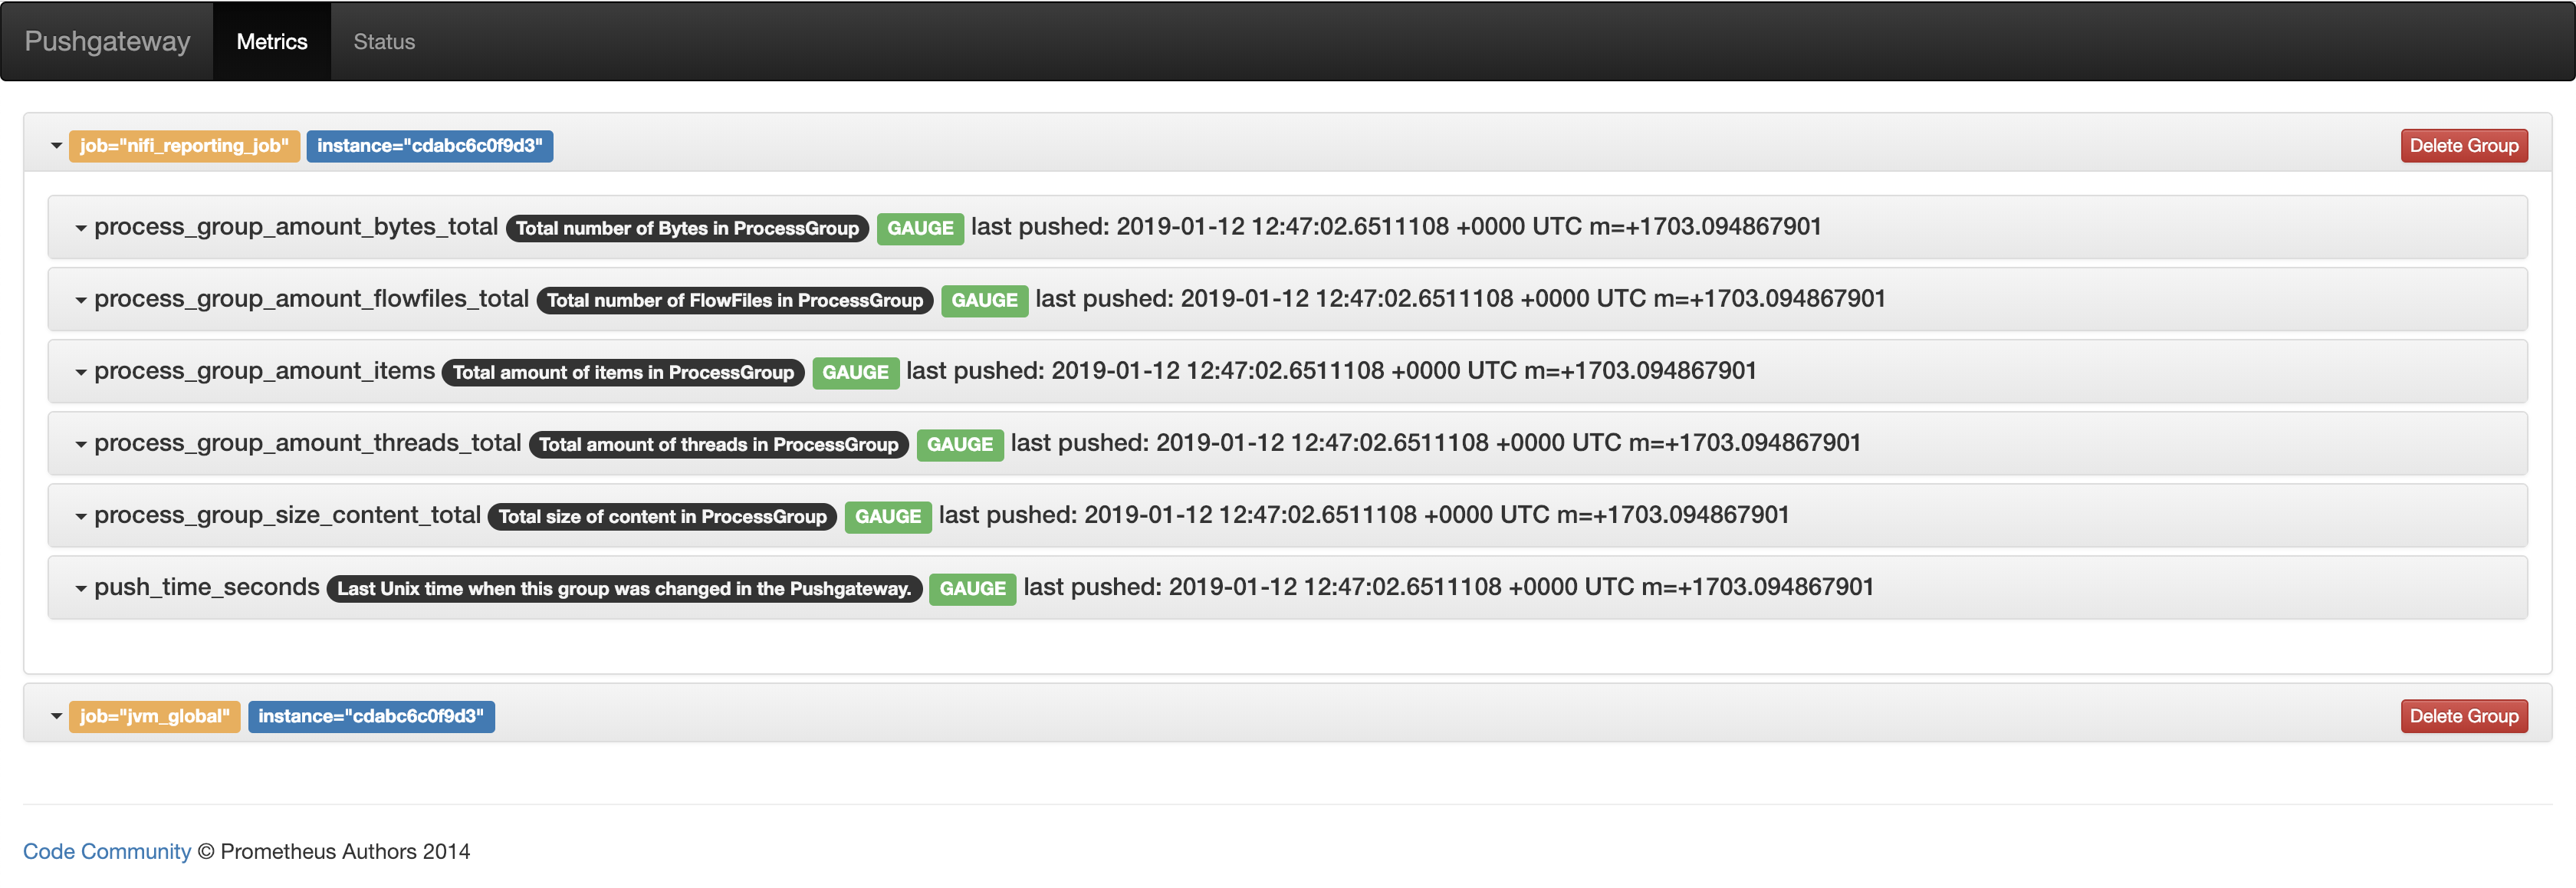 Pushgateway Metrics Status
job="nifi_reporting_job" instance="cdabc6c0f9d3" Delete Group
process_group_amount_bytes_total Total number of Bytes in ProcessGroup GAUGE last pushed: 2019-01-12 12:47:02.6511108 +0000 UTC m=+1703.094867901
process_group_amount_flowfiles_total Total number of FlowFiles in ProcessGroup GAUGE last pushed: 2019-01-12 12:47:02.6511108 +0000 UTC m=+1703.094867901
process_group_amount_items Total amount of items in ProcessGroup GAUGE last pushed: 2019-01-12 12:47:02.6511108 +0000 UTC m=+1703.094867901
process_group_amount_threads_total Total amount of threads in ProcessGroup GAUGE last pushed: 2019-01-12 12:47:02.6511108 +0000 UTC m=+1703.094867901
process_group_size_content_total Total size of content in ProcessGroup GAUGE last pushed: 2019-01-12 12:47:02.6511108 +0000 UTC m=+1703.094867901
push_time_seconds Last Unix time when this group was changed in the Pushgateway. GAUGE last pushed: 2019-01-12 12:47:02.6511108 +0000 UTC m=+1703.094867901
job="jvm_global" instance="cdabc6c0f9d3" Delete Group
Code Community © Prometheus Authors 2014